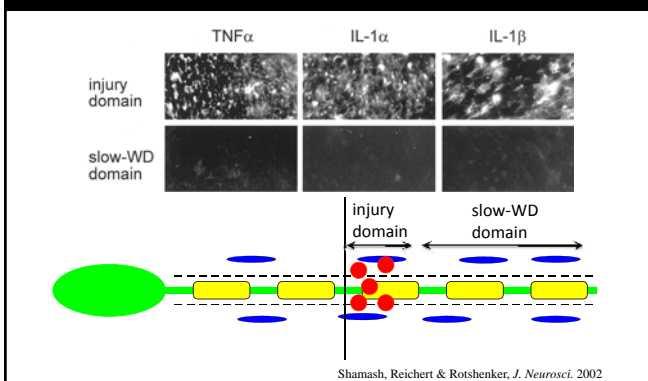 TNFα IL-1α IL-1β
injury
domain
slow-WD
domain
injury
domain
slow-WD
domain
Shamash, Reichert & Rotshenker, J. Neurosci. 2002